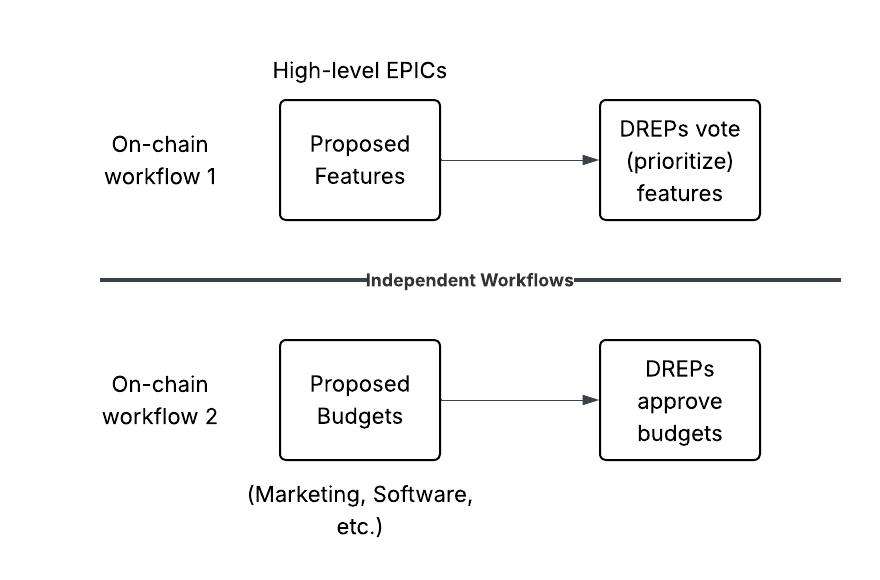 High-level EPICs
On-chain
workflow 1
Proposed
Features
DREPs vote
(prioritize)
features
Independent Workflows
On-chain
workflow 2
Proposed
Budgets
DREPs
approve
budgets
(Marketing, Software,
etc.)